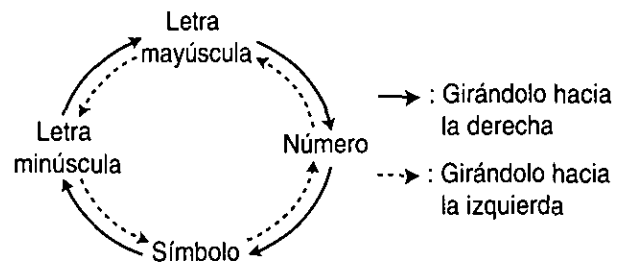 Letra
mayúscula
Letra
minúscula
Número
Símbolo
: Girándolo hacia
la derecha
: Girándolo hacia
la izquierda